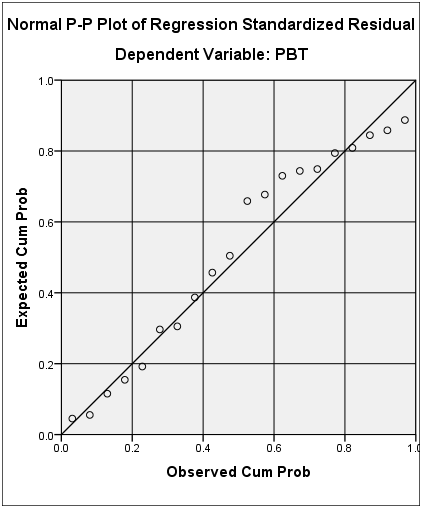 Normal P-P Plot of Regression Standardized Residual
Dependent Variable: PBT
1.0
0.8
0.6
0.4
0.2
0.0
Expected Cum Prob
0.0 0.2 0.4 0.6 0.8 1.0
Observed Cum Prob